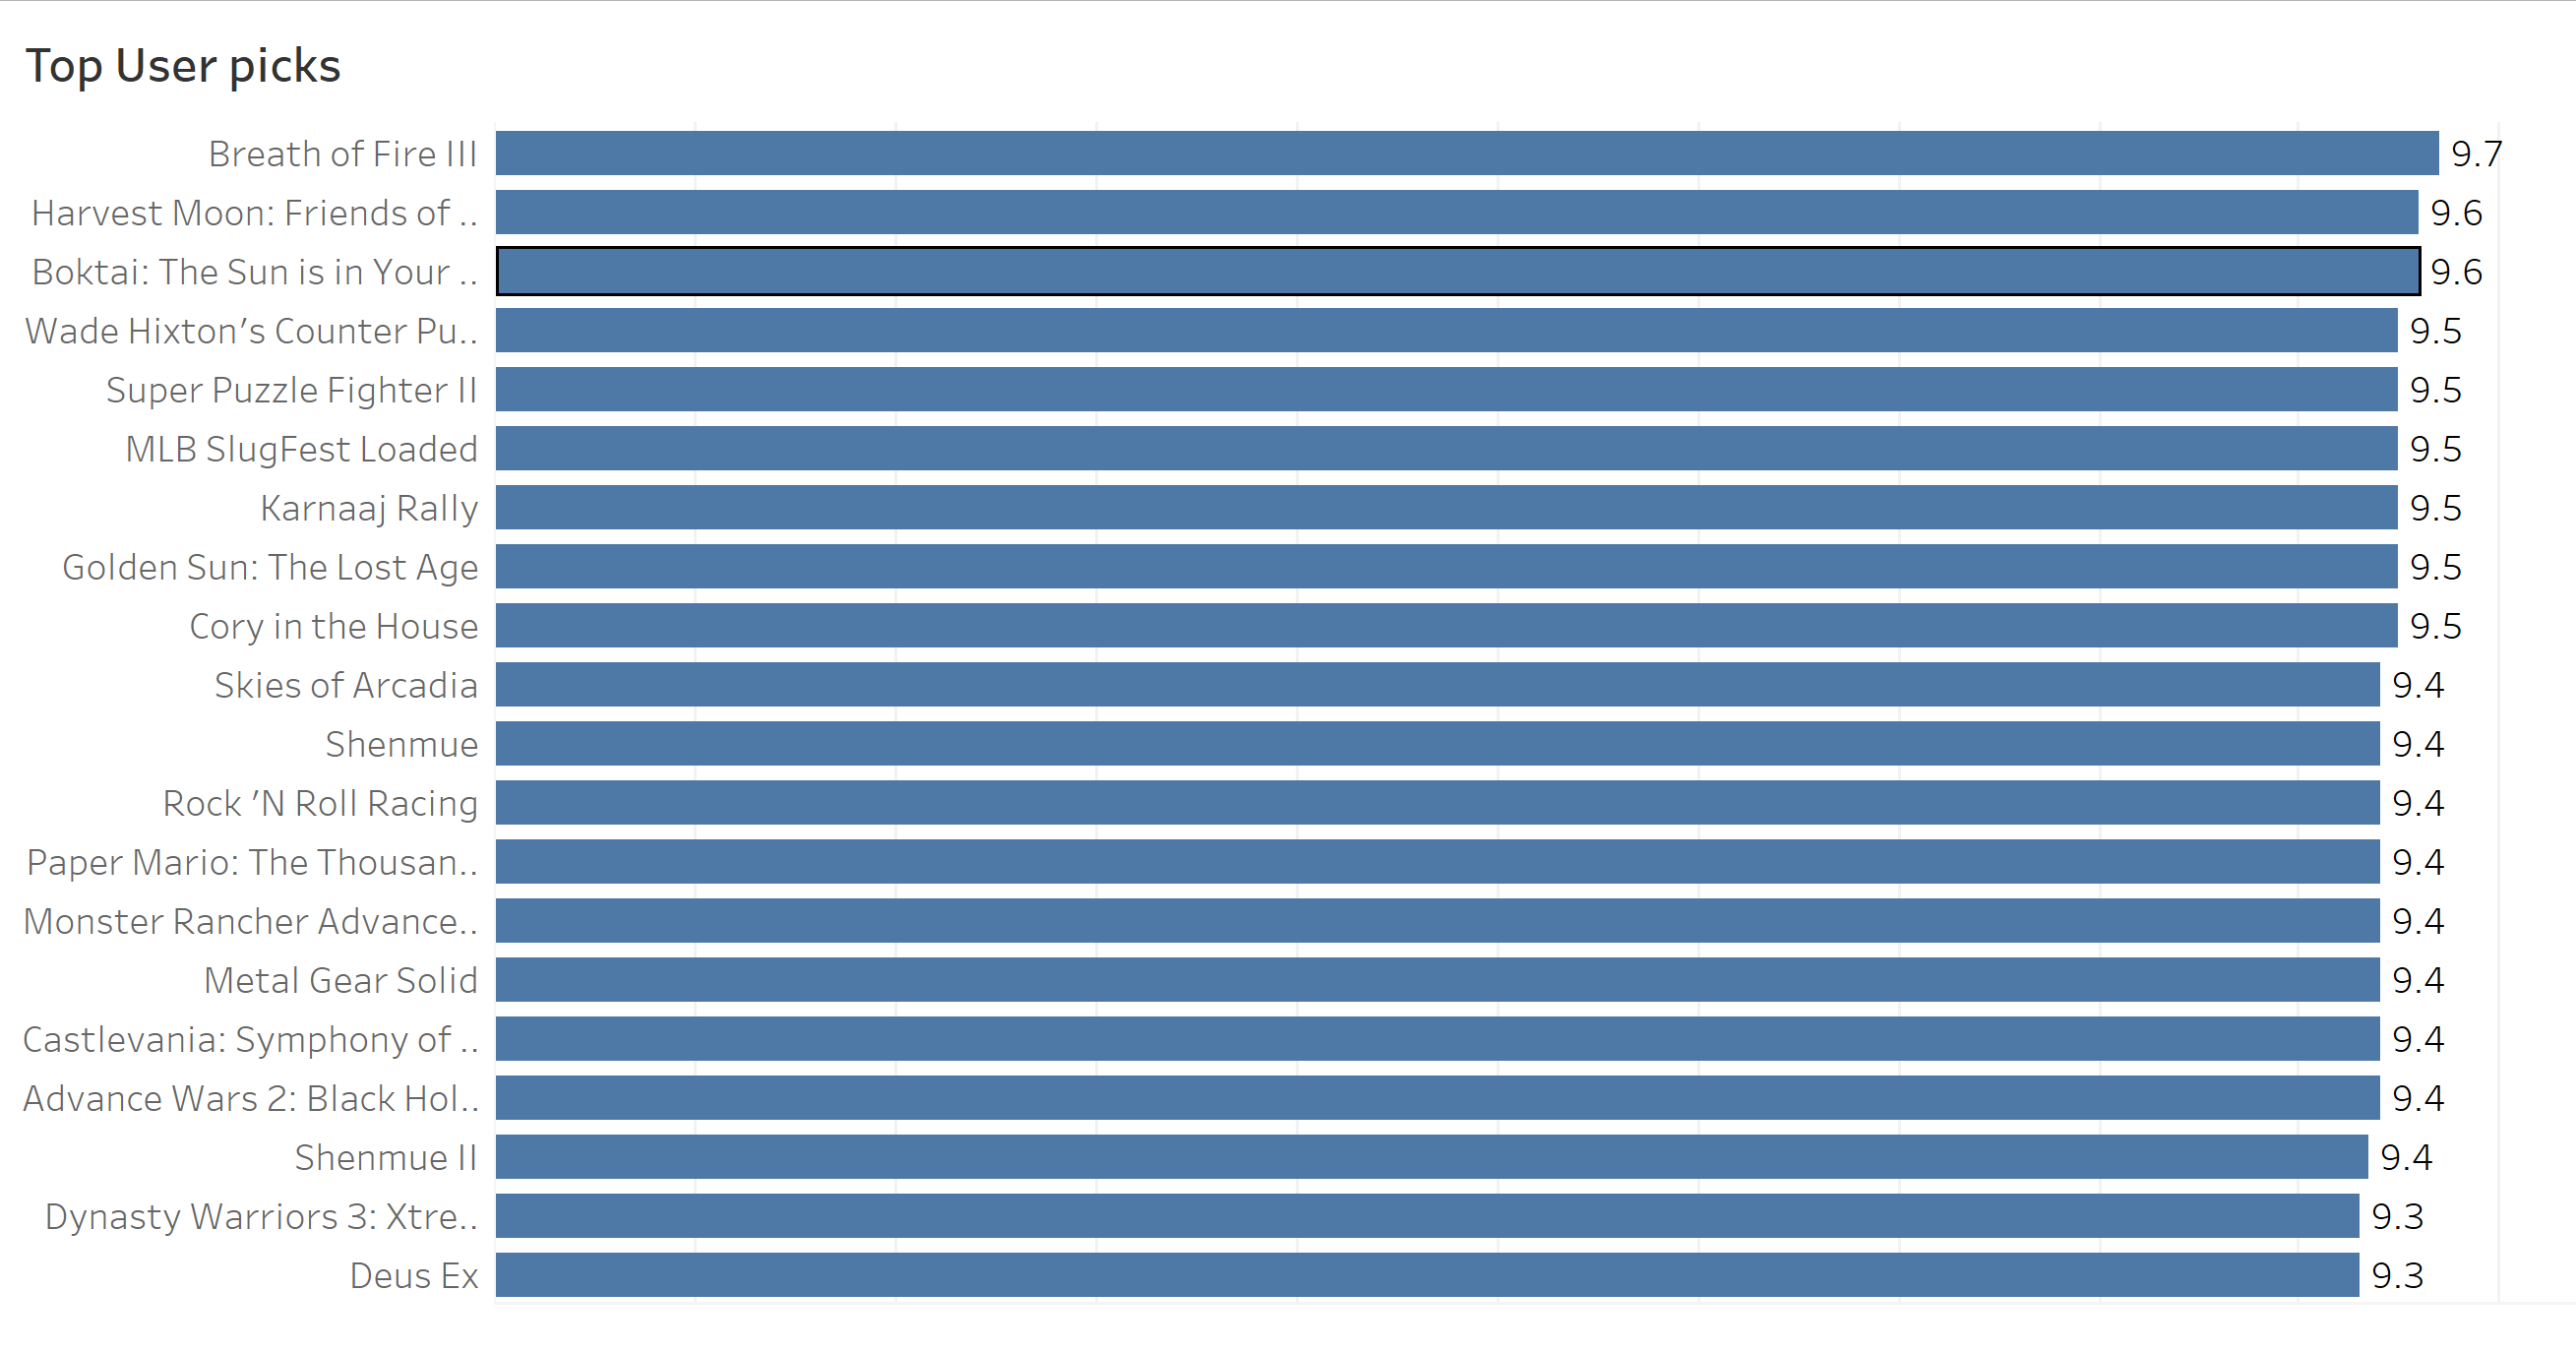 Top User picks
Breath of Fire III 9.7
Harvest Moon: Friends of .. 9.6
Boktai: The Sun is in Your .. 9.6
Wade Hixton's Counter Pu.. 9.5
Super Puzzle Fighter II 9.5
MLB SlugFest Loaded 9.5
Karnaaj Rally 9.5
Golden Sun: The Lost Age 9.5
Cory in the House 9.5
Skies of Arcadia 9.4
Shenmue 9.4
Rock 'N Roll Racing 9.4
Paper Mario: The Thousan.. 9.4
Monster Rancher Advance.. 9.4
Metal Gear Solid 9.4
Castlevania: Symphony of .. 9.4
Advance Wars 2: Black Hol.. 9.4
Shenmue II 9.4
Dynasty Warriors 3: Xtre.. 9.3
Deus Ex 9.3